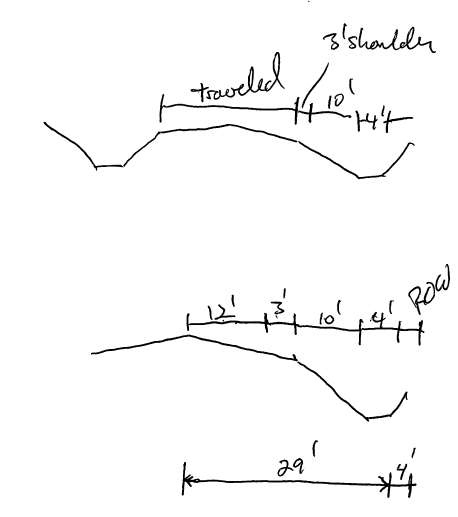 3' shoulder
traveled
10'
4'
ROW
12' 3' 10' 4'
29' 4'